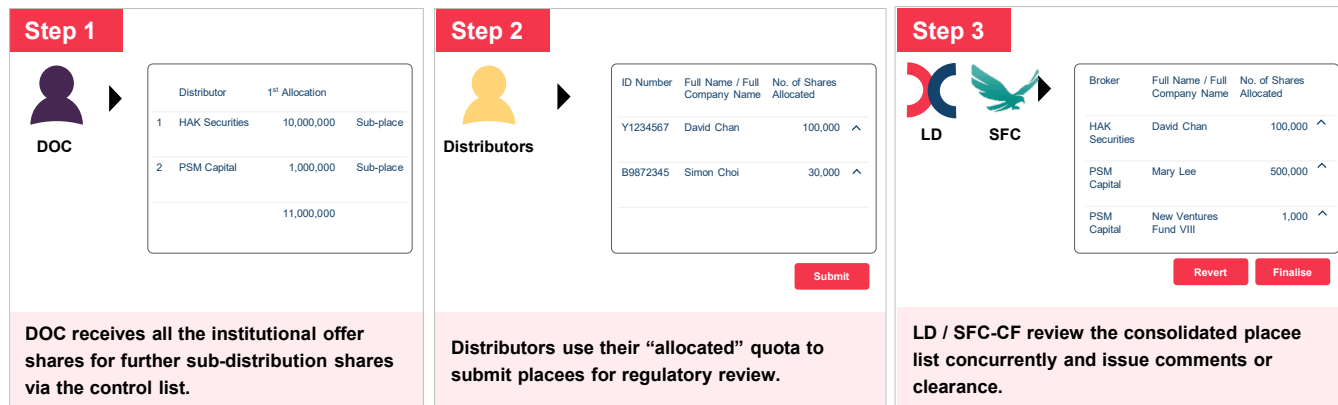 Step 1
DOC
Distributor 1st Allocation
1 HAK Securities 10,000,000 Sub-place
2 PSM Capital 1,000,000 Sub-place
11,000,000
DOC receives all the institutional offer
shares for further sub-distribution shares
via the control list.
Step 2
Distributors
ID Number Full Name / Full
Company Name No. of Shares
Allocated
Y1234567 David Chan 100,000
B9872345 Simon Choi 30,000
Submit
Distributors use their “allocated” quota to
submit placees for regulatory review.
Step 3
LD SFC
Broker Full Name / Full
Company Name No. of Shares
Allocated
HAK
Securities David Chan 100,000
PSM
Capital Mary Lee 500,000
PSM
Capital New Ventures
Fund VIII 1,000
Revert Finalise
LD / SFC-CF review the consolidated placee
list concurrently and issue comments or
clearance.